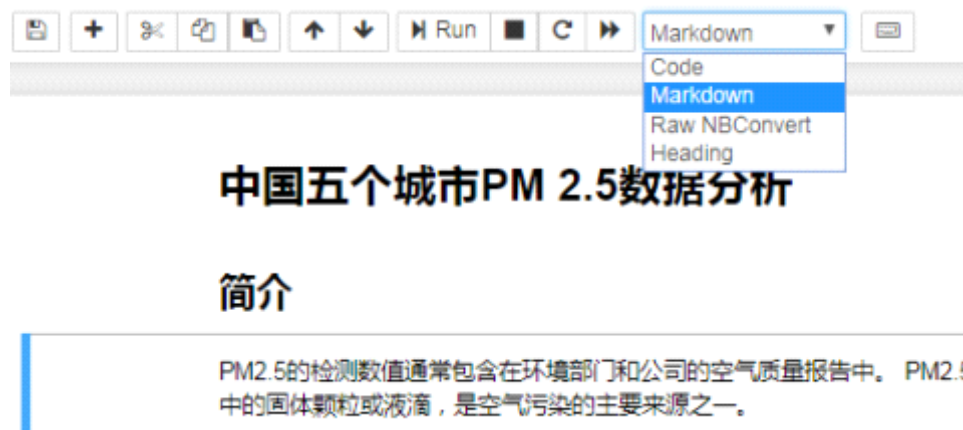 Run
Markdown
Code
Markdown
Raw NBConvert
Heading
中国五个城市PM 2.5数据分析
简介
PM2.5的检测数值通常包含在环境部门和公司的空气质量报告中。 PM2.5
中的固体颗粒或液滴，是空气污染的主要来源之一。